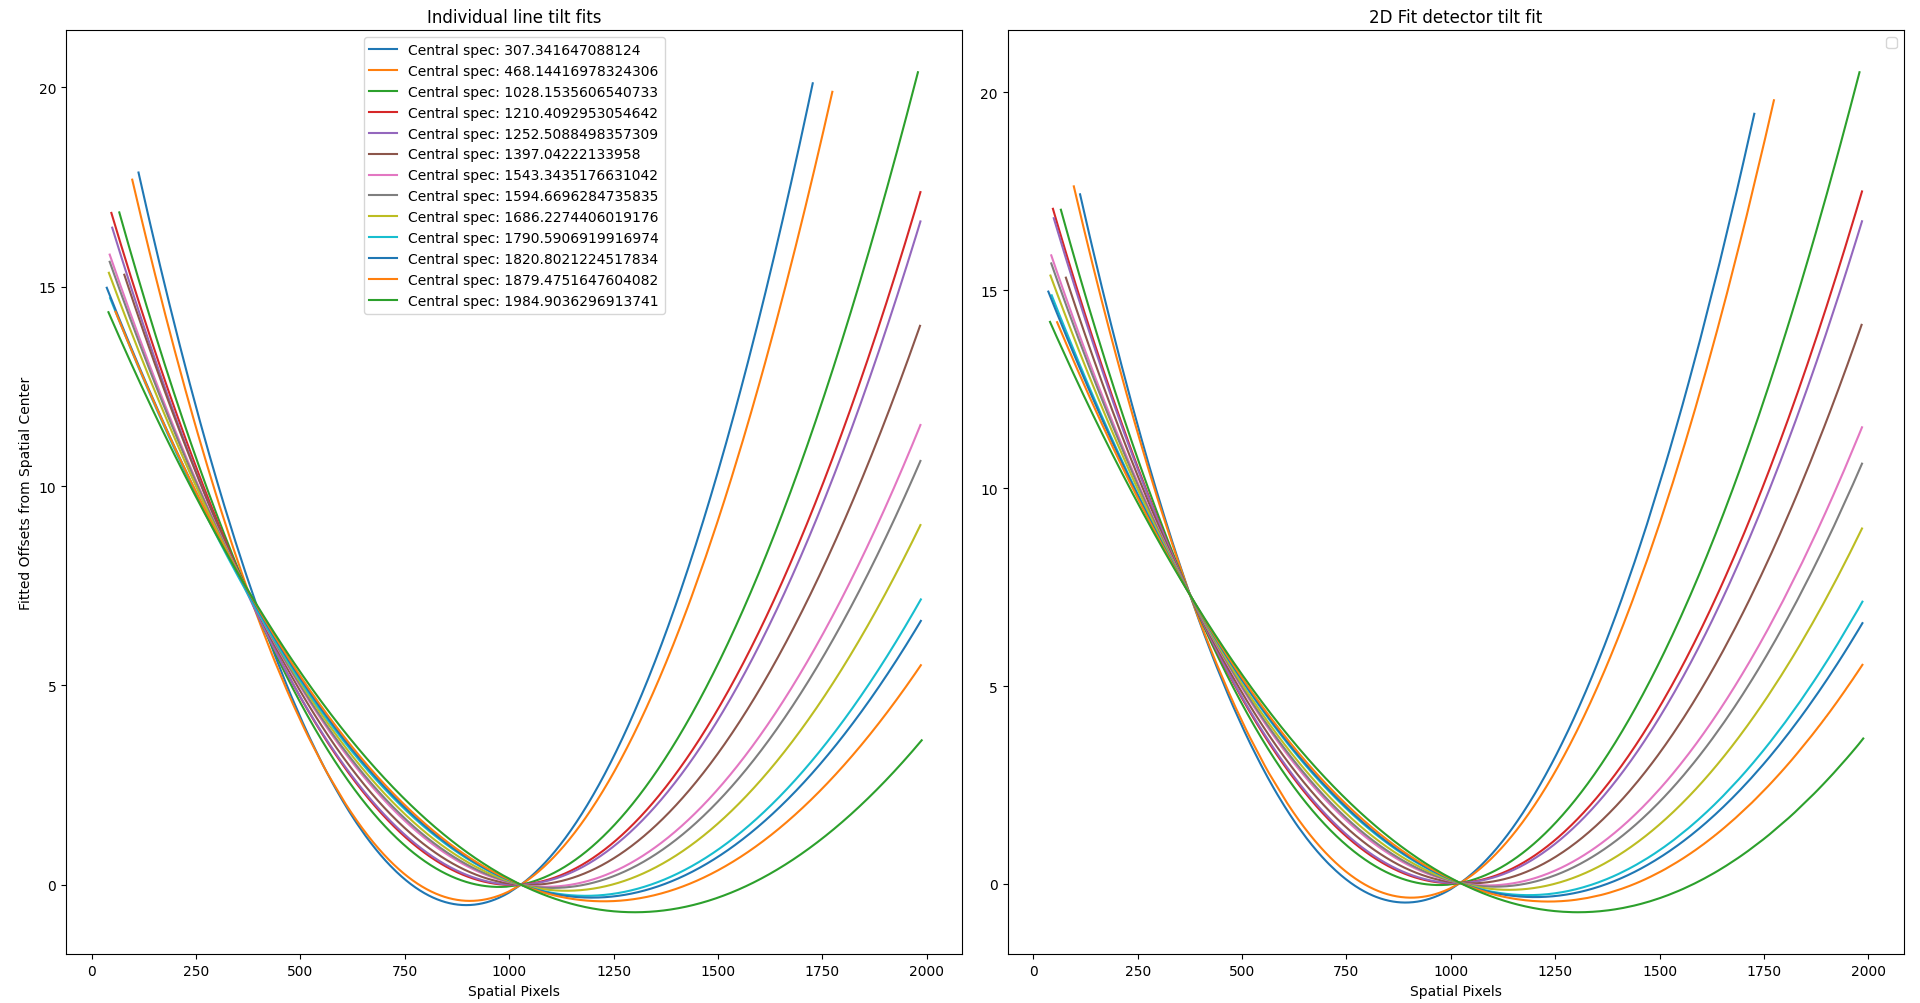 Individual line tilt fits
Central spec: 307.341647088124
Central spec: 468.14416978324306
Central spec: 1028.1535606540733
Central spec: 1210.4092953054642
Central spec: 1252.5088498357309
Central spec: 1397.04222133958
Central spec: 1543.3435176631042
Central spec: 1594.6696284735835
Central spec: 1686.2274406019176
Central spec: 1790.5906919916974
Central spec: 1820.8021224517834
Central spec: 1879.4751647604082
Central spec: 1984.9036296913741
Fitted Offsets from Spatial Center
20
15
10
5
0
0 250 500 750 1000 1250 1500 1750 2000
Spatial Pixels
2D Fit detector tilt fit
20
15
10
5
0
0 250 500 750 1000 1250 1500 1750 2000
Spatial Pixels